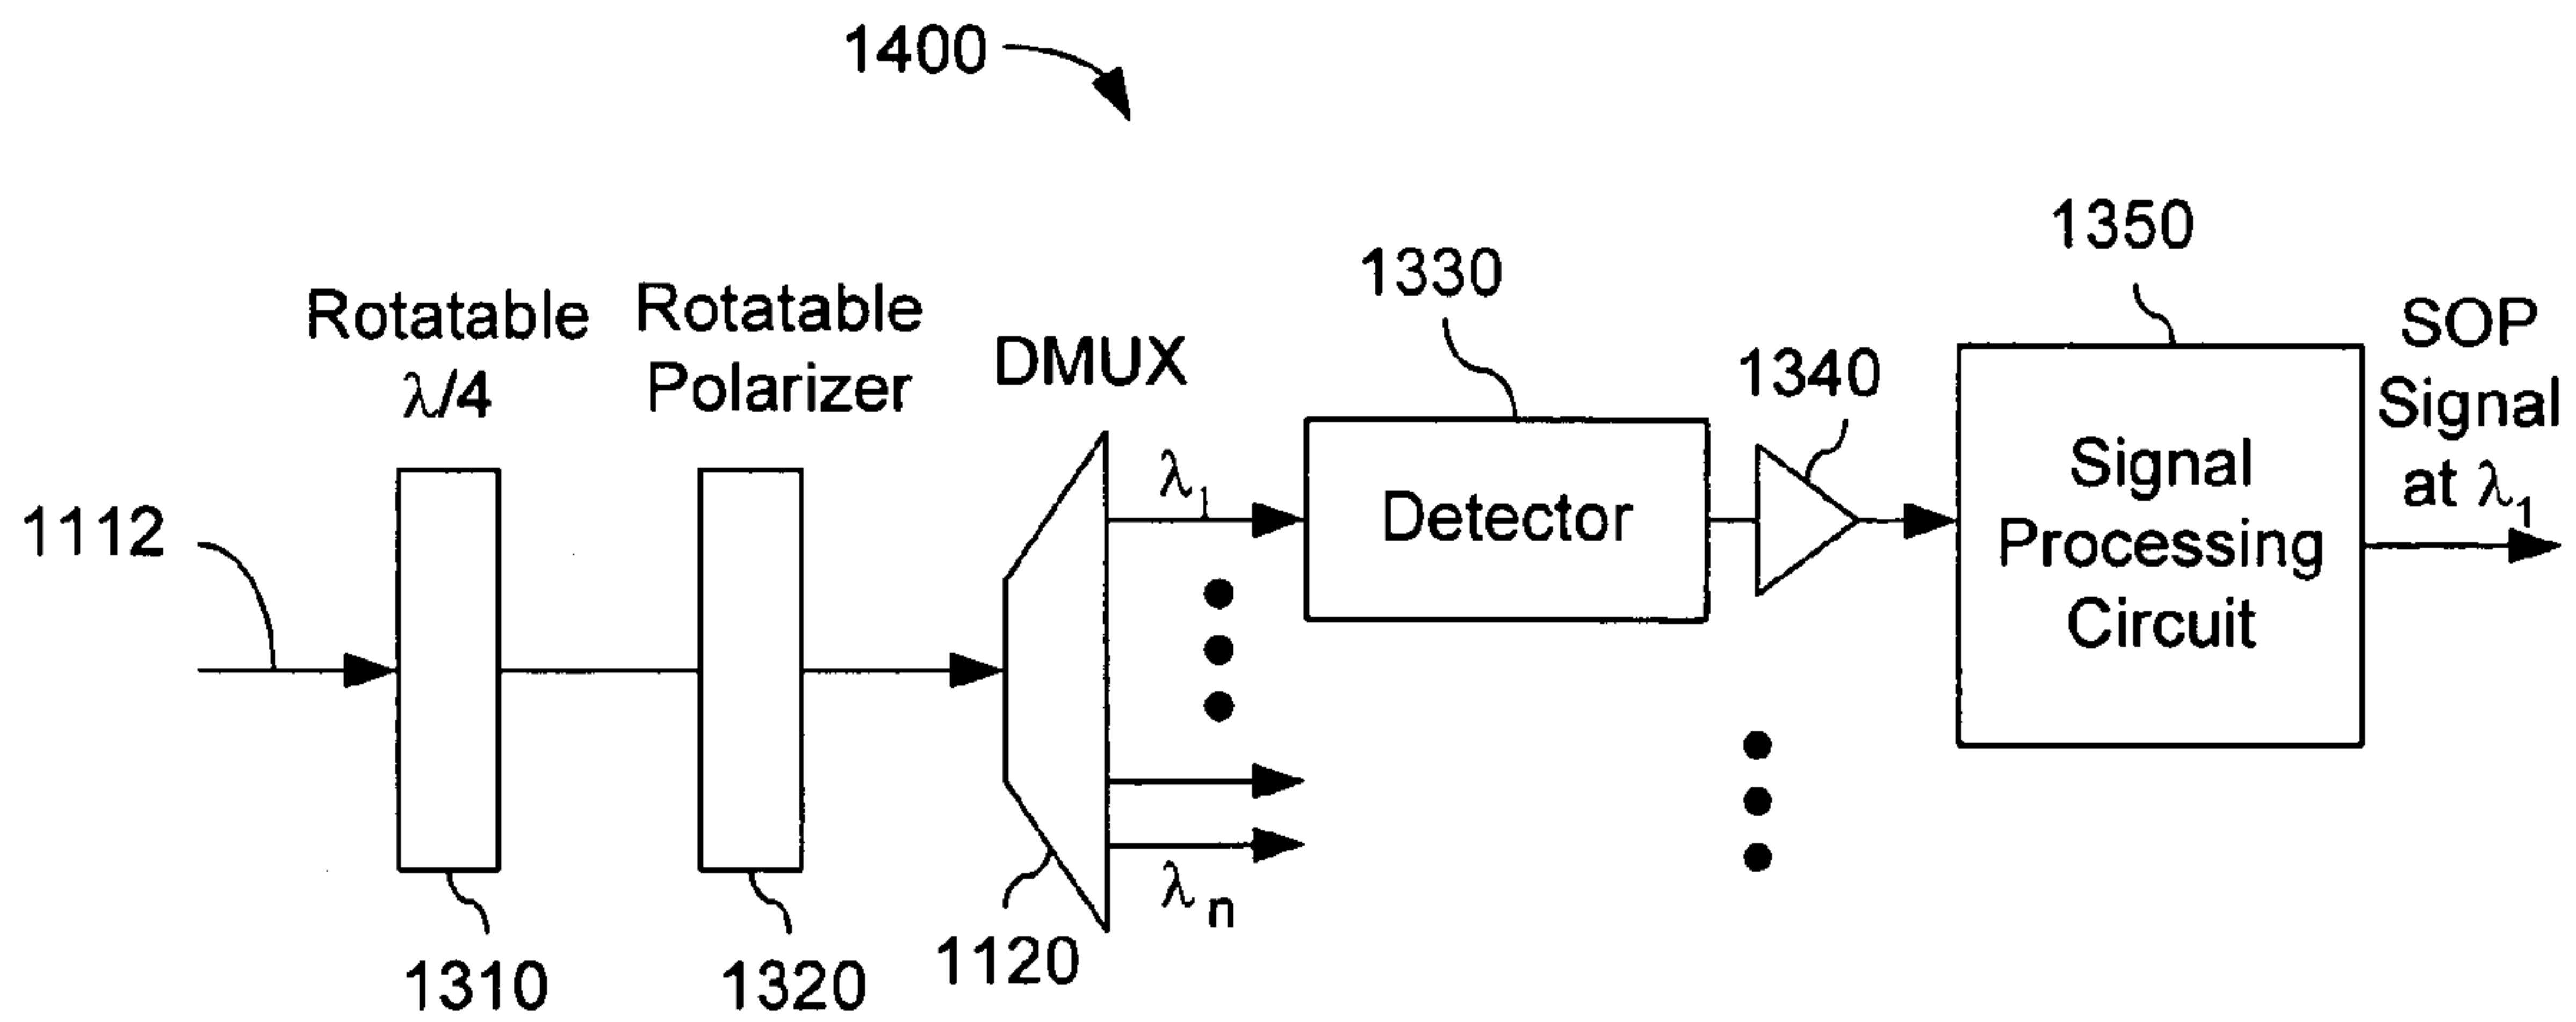 1400
1350
1330
SOP
Signal
at λ1
Rotatable
λ/4
Rotatable
Polarizer
DMUX
1340
λ1
Detector
Signal
Processing
Circuit
1112
λn
1310
1320
1120